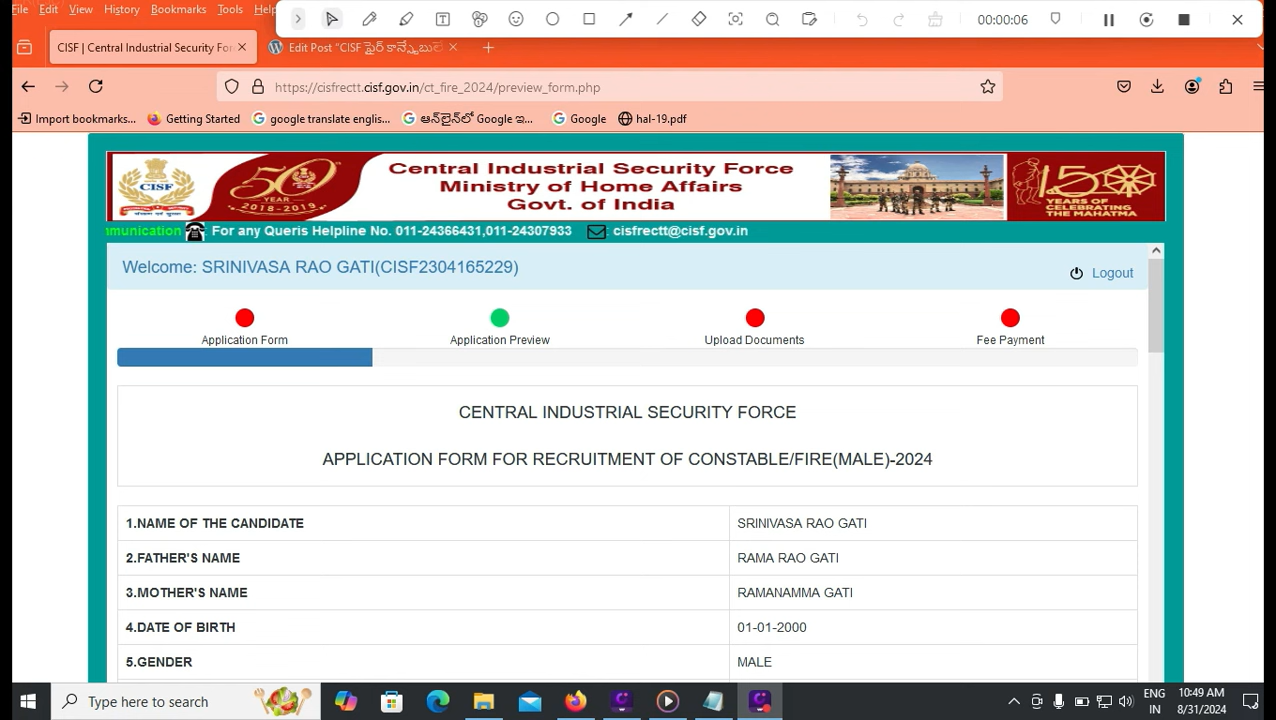 File Edit View History Bookmarks Tools
00:00:06
CISF | Central Industrial Security For
Edit Post “CISF ఫైర్ కాన్స్టేబుల్
https://cisfrectt.cisf.gov.in/ct_fire_2024/preview_form.php
Import bookmarks... Getting Started google translate englis... ఆన్‌లైన్‌లో Google ఇ... Google hal-19.pdf
CISF
50 YEAR 2018-2019
Central Industrial Security Force
Ministry of Home Affairs
Govt. of India
150 YEARS OF CELEBRATING THE MAHATMA
mmunication For any Queris Helpline No. 011-24366431,011-24307933 cisfrectt@cisf.gov.in
Welcome: SRINIVASA RAO GATI(CISF2304165229)
Logout
Application Form Application Preview Upload Documents Fee Payment
CENTRAL INDUSTRIAL SECURITY FORCE
APPLICATION FORM FOR RECRUITMENT OF CONSTABLE/FIRE(MALE)-2024
1.NAME OF THE CANDIDATE SRINIVASA RAO GATI
2.FATHER'S NAME RAMA RAO GATI
3.MOTHER'S NAME RAMANAMMA GATI
4.DATE OF BIRTH 01-01-2000
5.GENDER MALE
Type here to search
ENG 10:49 AM
IN 8/31/2024